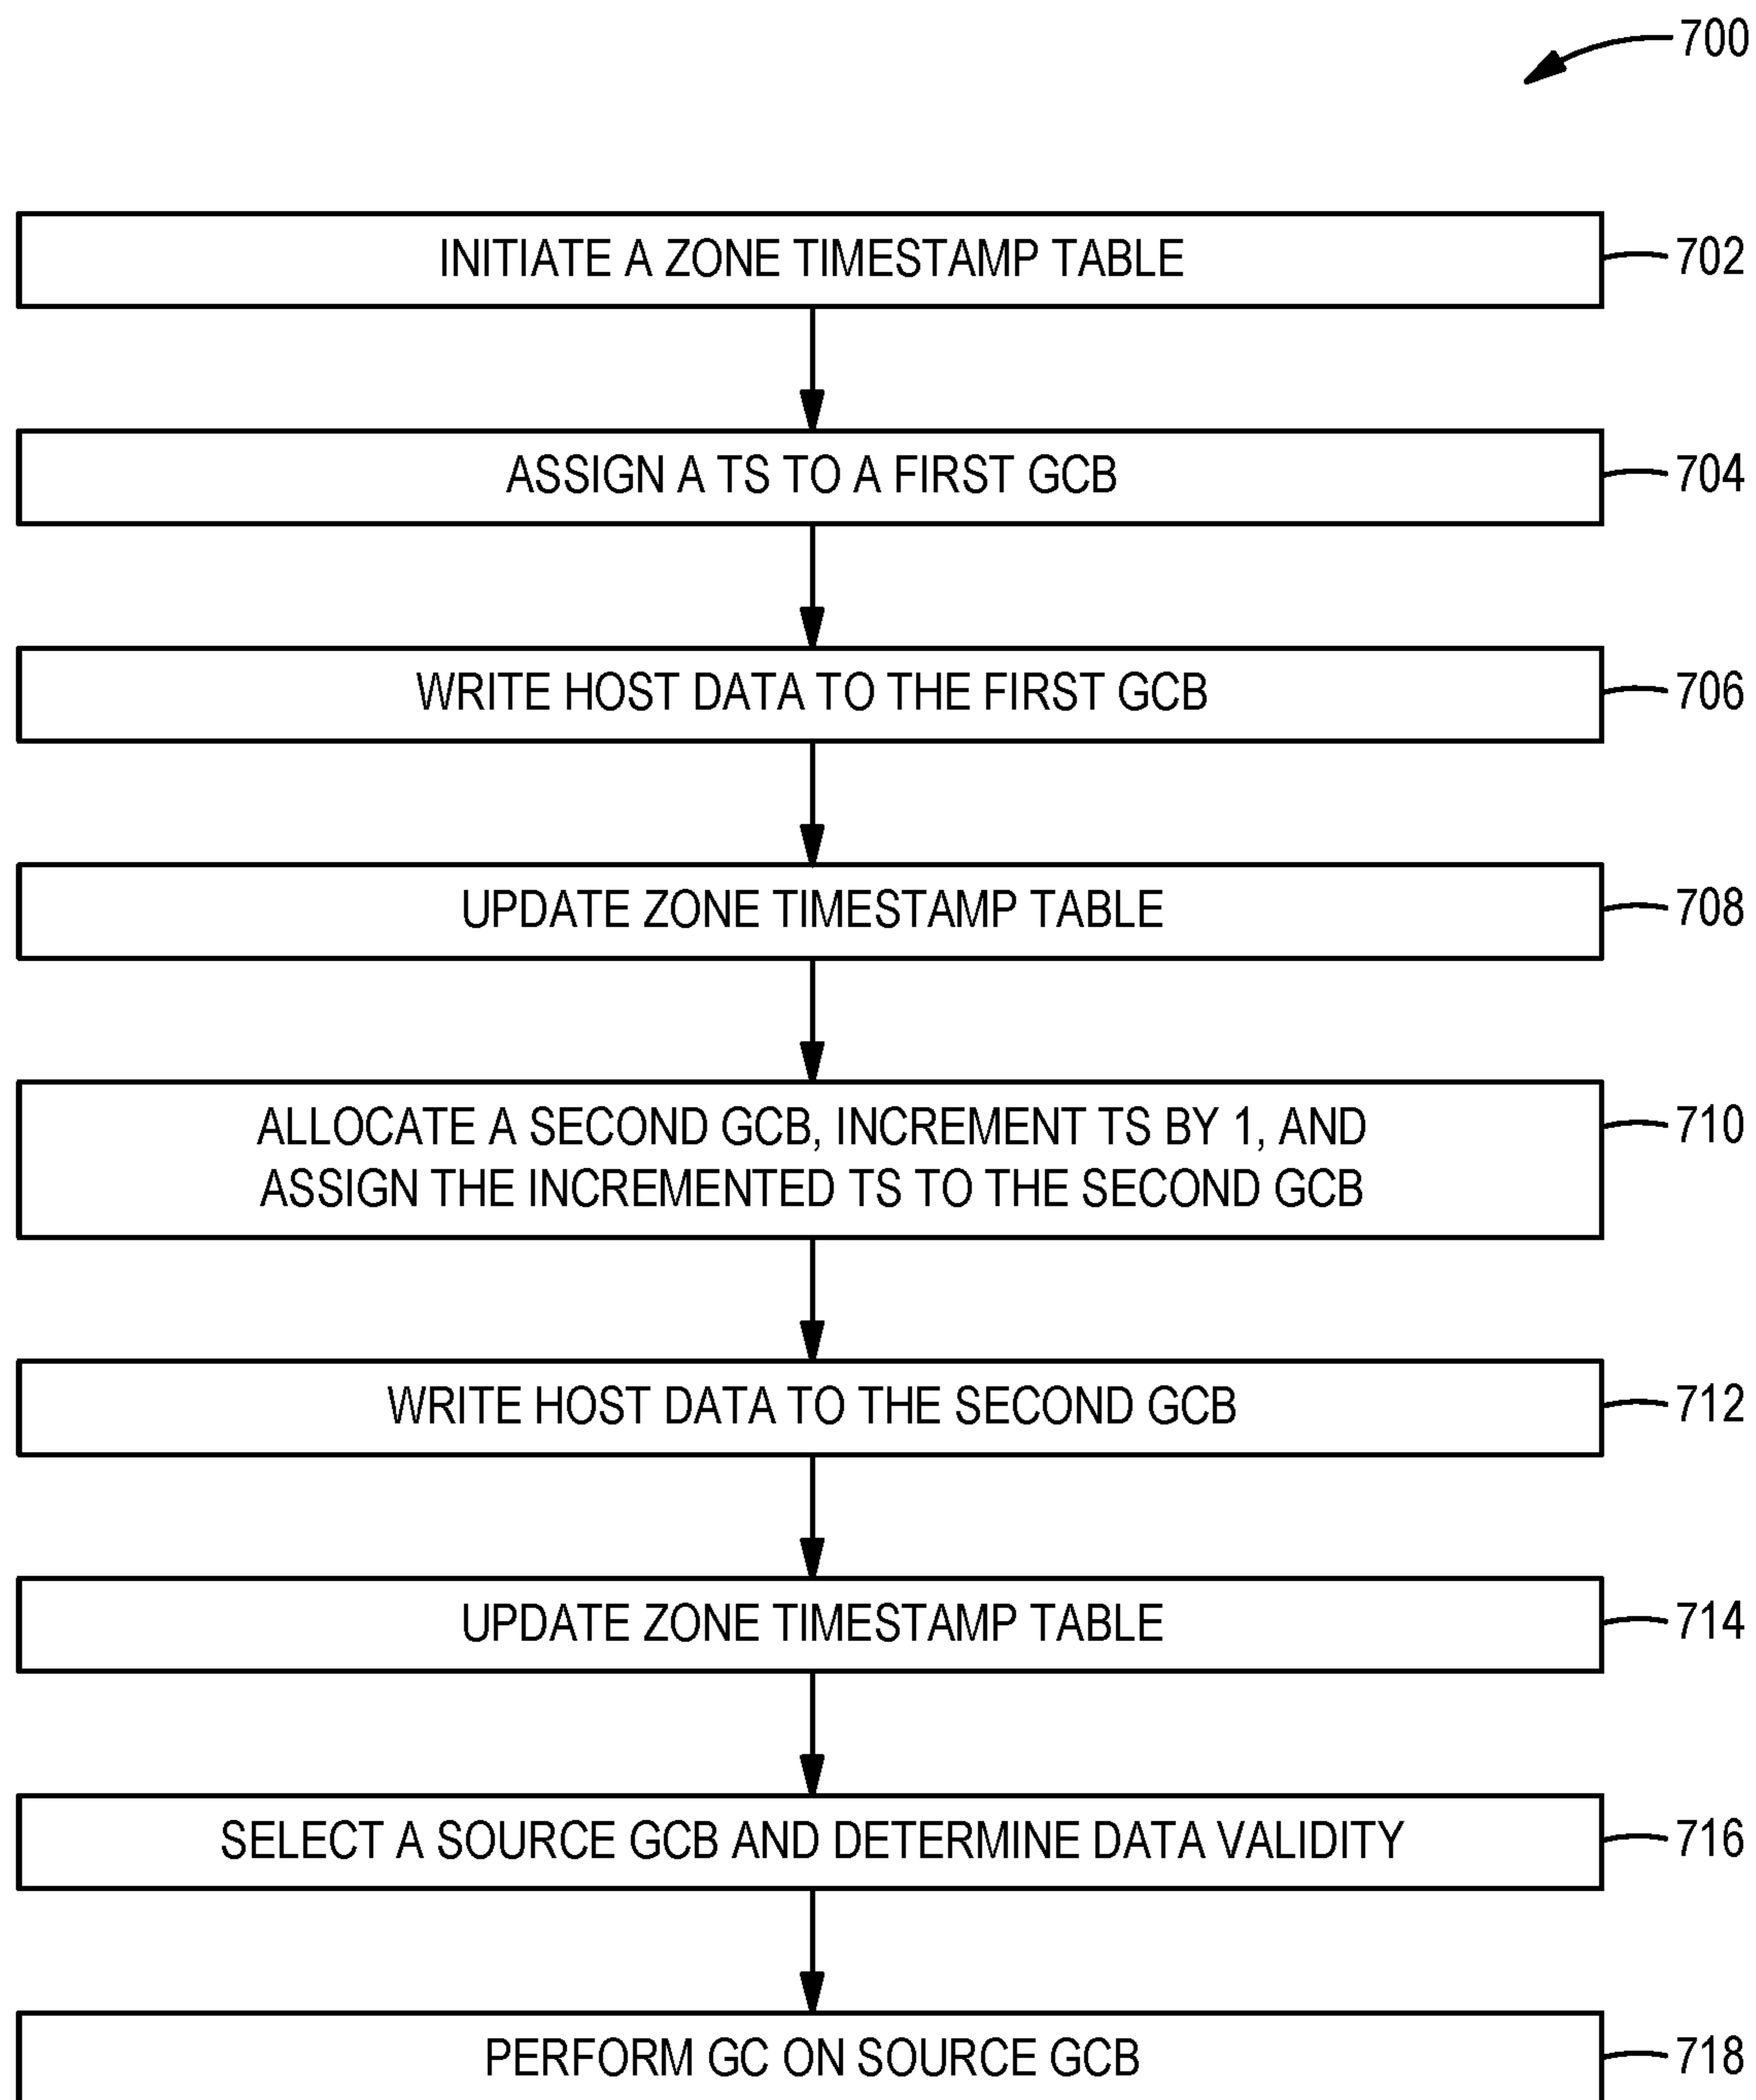 700
INITIATE A ZONE TIMESTAMP TABLE
702
ASSIGN A TS TO A FIRST GCB
704
WRITE HOST DATA TO THE FIRST GCB
706
UPDATE ZONE TIMESTAMP TABLE
708
ALLOCATE A SECOND GCB, INCREMENT TS BY 1, AND
ASSIGN THE INCREMENTED TS TO THE SECOND GCB
710
WRITE HOST DATA TO THE SECOND GCB
712
UPDATE ZONE TIMESTAMP TABLE
714
SELECT A SOURCE GCB AND DETERMINE DATA VALIDITY
716
PERFORM GC ON SOURCE GCB
718